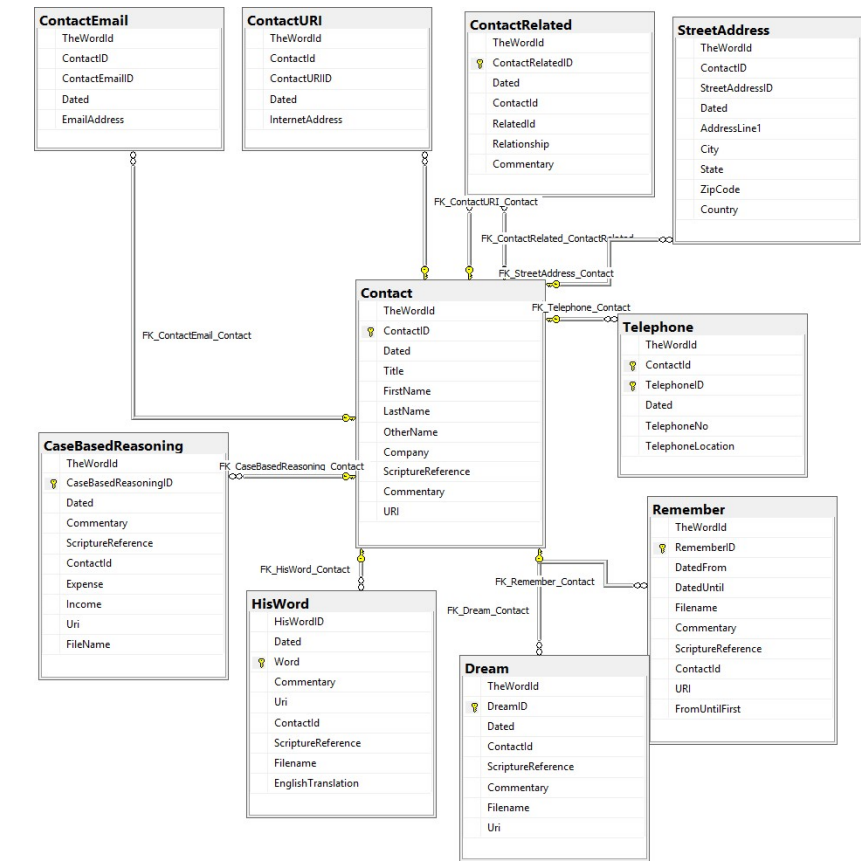 ContactEmail
TheWordId
ContactID
ContactEmailID
Dated
EmailAddress
ContactURI
TheWordId
ContactId
ContactURIID
Dated
InternetAddress
ContactRelated
TheWordId
ContactRelatedID
Dated
ContactId
RelatedId
Relationship
Commentary
StreetAddress
TheWordId
ContactID
StreetAddressID
Dated
AddressLine1
City
State
ZipCode
Country
FK_ContactURI_Contact
FK_ContactRelated_ContactRelated
FK_StreetAddress_Contact
FK_Telephone_Contact
FK_ContactEmail_Contact
Contact
TheWordId
ContactID
Dated
Title
FirstName
LastName
OtherName
Company
ScriptureReference
Commentary
URI
Telephone
TheWordId
ContactId
TelephoneID
Dated
TelephoneNo
TelephoneLocation
CaseBasedReasoning
TheWordId
CaseBasedReasoningID
Dated
Commentary
ScriptureReference
ContactId
Expense
Income
Uri
FileName
FK_CaseBasedReasoning_Contact
FK_HisWord_Contact
FK_Remember_Contact
FK_Dream_Contact
HisWord
HisWordID
Dated
Word
Commentary
Uri
ContactId
ScriptureReference
Filename
EnglishTranslation
Dream
TheWordId
DreamID
Dated
ContactId
ScriptureReference
Commentary
Filename
Uri
Remember
TheWordId
RememberID
DatedFrom
DatedUntil
Filename
Commentary
ScriptureReference
ContactId
URI
FromUntilFirst